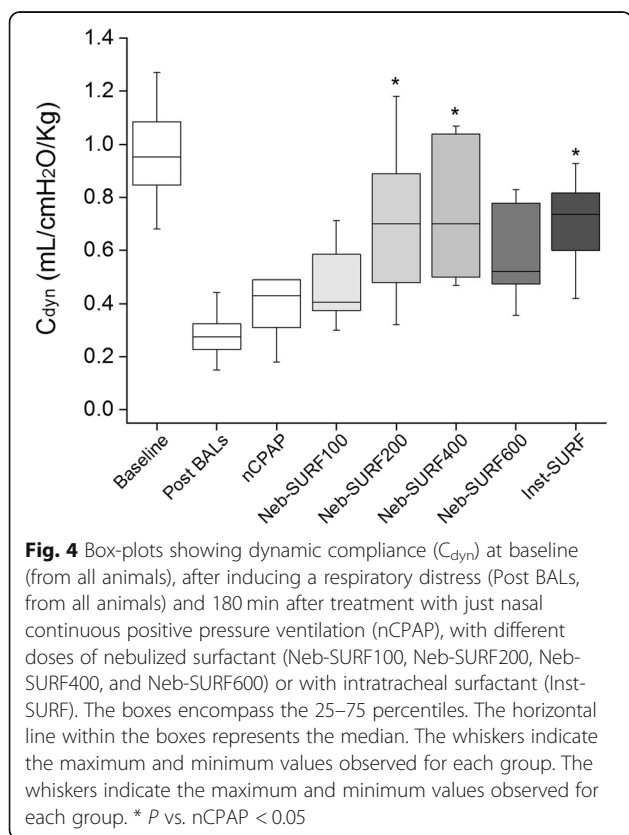 1.4
* * *
1.2
1.0
0.8
0.6
0.4
0.2
0.0
Cdyn (mL/cmH2O/Kg)
Baseline
Post BALs
nCPAP
Neb-SURF100
Neb-SURF200
Neb-SURF400
Neb-SURF600
Inst-SURF
Fig. 4 Box-plots showing dynamic compliance (Cdyn) at baseline
(from all animals), after inducing a respiratory distress (Post BALs,
from all animals) and 180 min after treatment with just nasal
continuous positive pressure ventilation (nCPAP), with different
doses of nebulized surfactant (Neb-SURF100, Neb-SURF200, Neb-
SURF400, and Neb-SURF600) or with intratracheal surfactant (Inst-
SURF). The boxes encompass the 25–75 percentiles. The horizontal
line within the boxes represents the median. The whiskers indicate
the maximum and minimum values observed for each group. The
whiskers indicate the maximum and minimum values observed for
each group. * P vs. nCPAP < 0.05